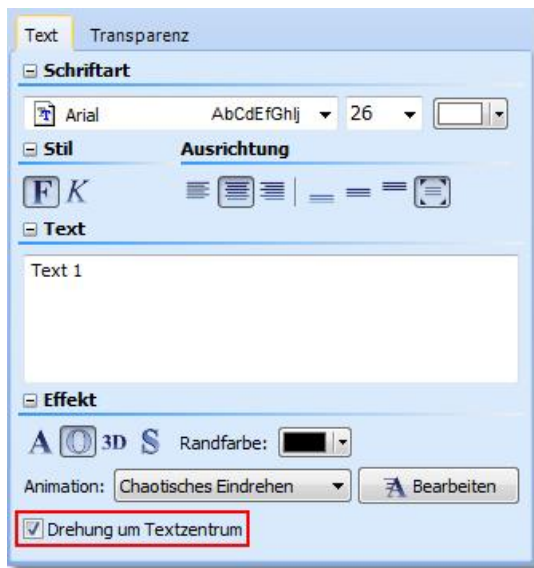 Text Transparenz
Schriftart
Arial AbCdEfGhIj 26
Stil Ausrichtung
F K
Text
Text 1
Effekt
A O 3D S Randfarbe:
Animation: Chaotisches Eindrehen A Bearbeiten
Drehung um Textzentrum